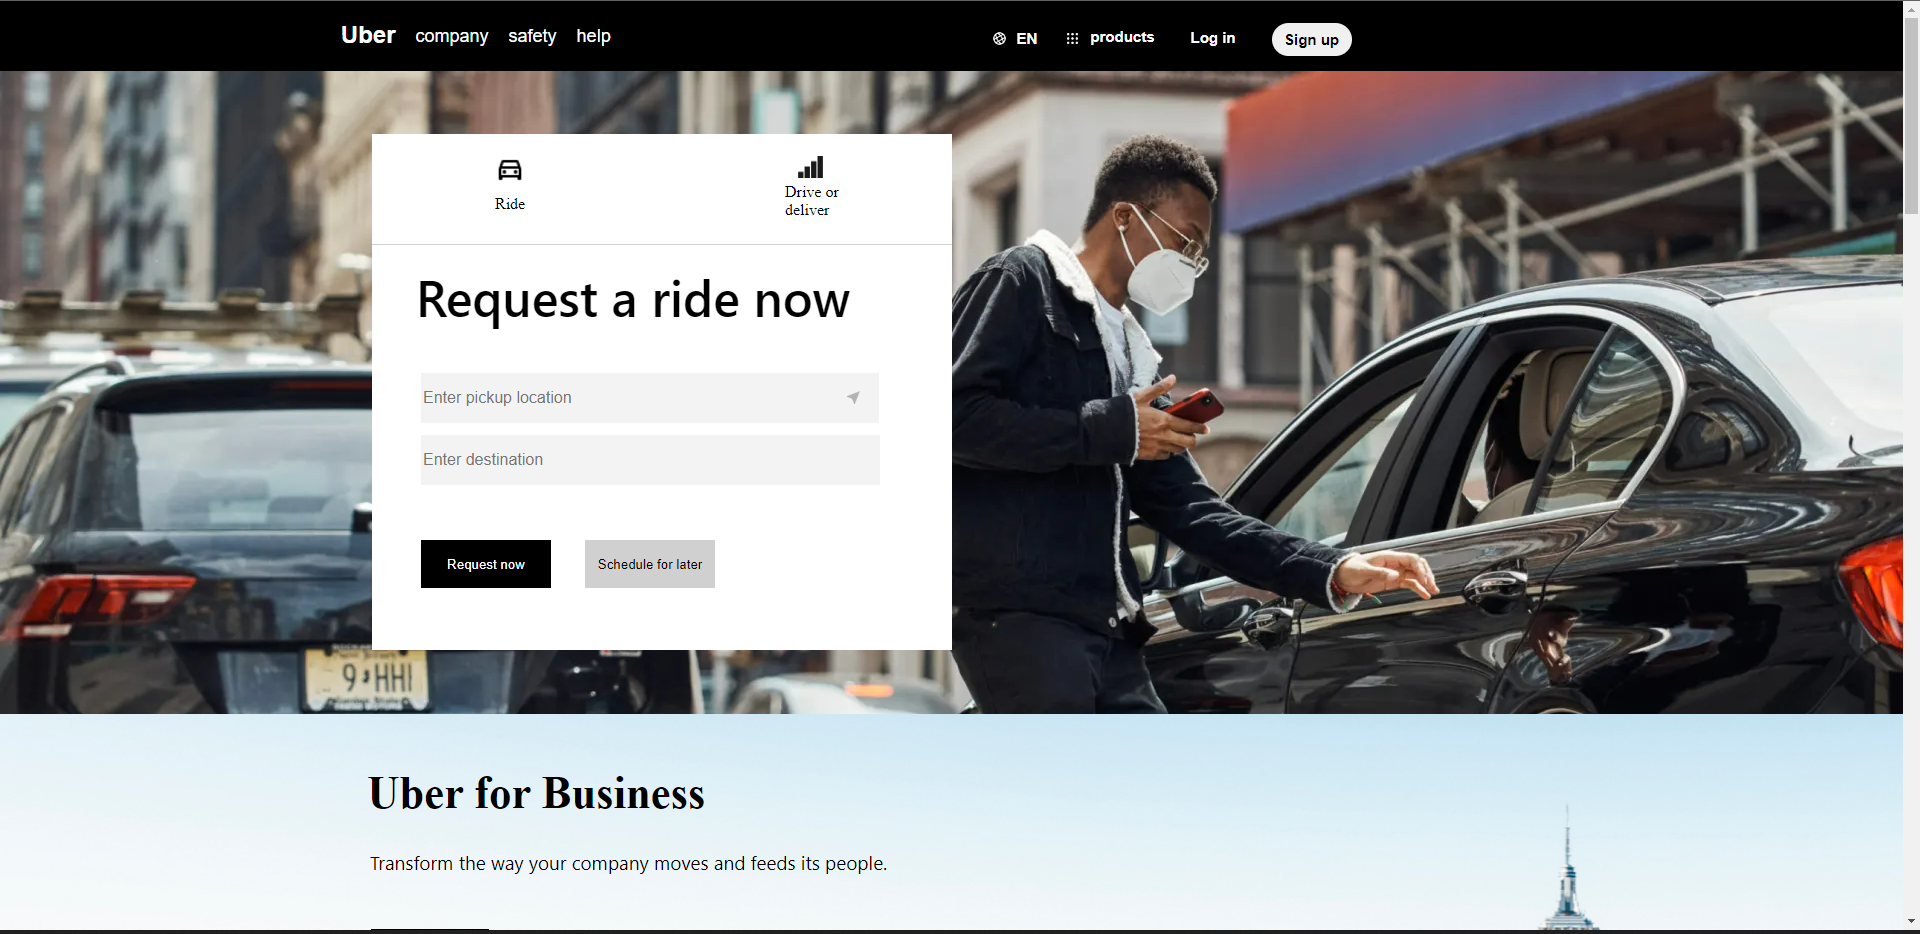 Uber company safety help EN products Log in Sign up
Ride
Drive or
deliver
Request a ride now
Enter pickup location
Enter destination
Request now Schedule for later
9 HHI
Uber for Business
Transform the way your company moves and feeds its people.